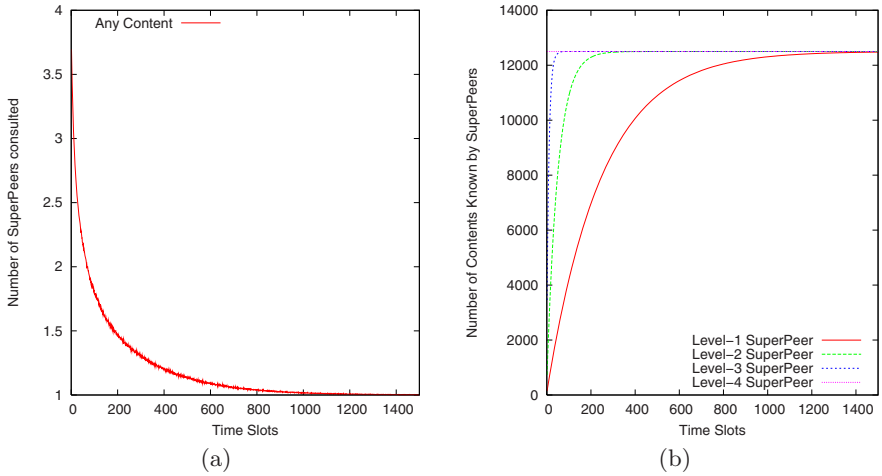 Any Content
Number of SuperPeers consulted
4
3.5
3
2.5
2
1.5
1
0 200 400 600 800 1000 1200 1400
Time Slots
(a)
Number of Contents Known by SuperPeers
14000
12000
10000
8000
6000
4000
2000
0
Level-1 SuperPeer
Level-2 SuperPeer
Level-3 SuperPeer
Level-4 SuperPeer
0 200 400 600 800 1000 1200 1400
Time Slots
(b)